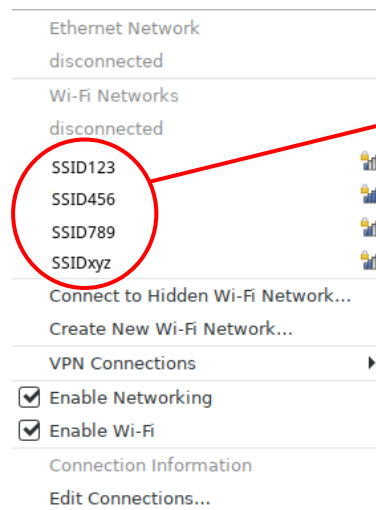 Ethernet Network
disconnected
Wi-Fi Networks
disconnected
SSID123
SSID456
SSID789
SSIDxyz
Connect to Hidden Wi-Fi Network...
Create New Wi-Fi Network...
VPN Connections
Enable Networking
Enable Wi-Fi
Connection Information
Edit Connections...